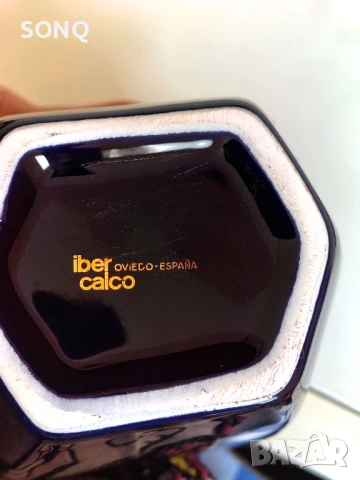 SONQ
iber OVIEDO-ESPAÑA
calco
BAZAR